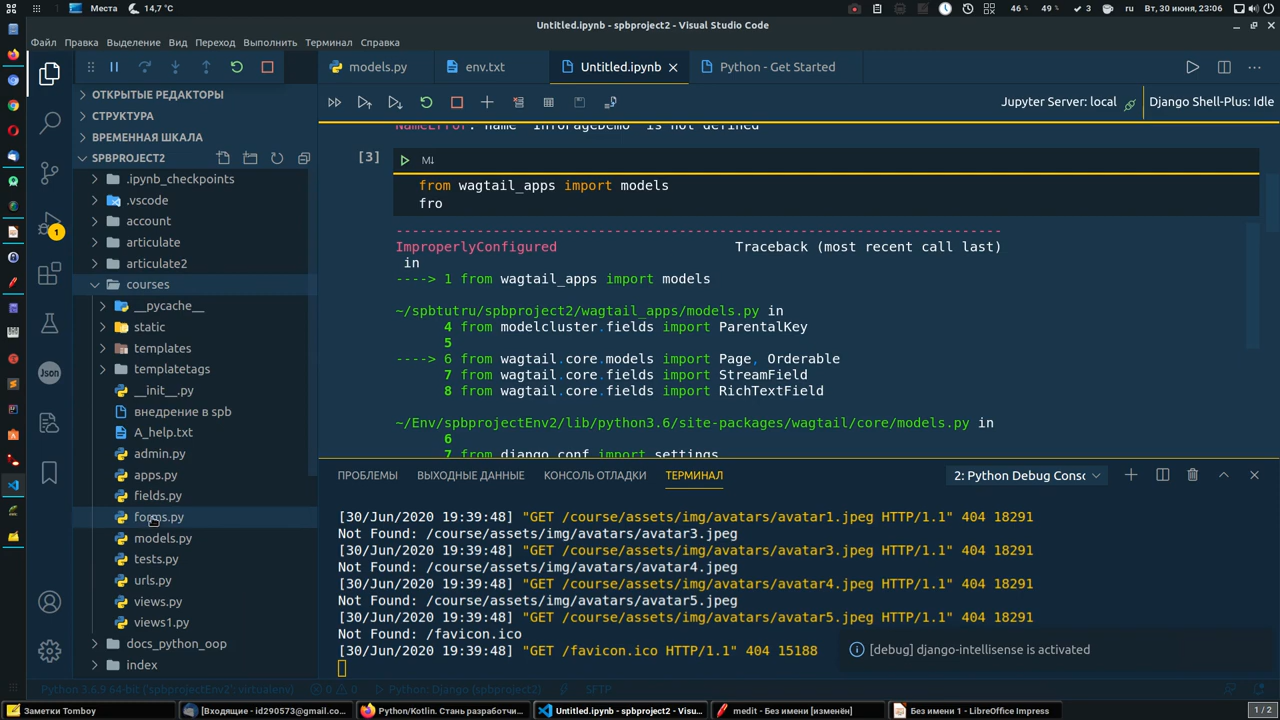 Места 14,7 °C 46 % 49 % 3 ru Вт, 30 июня, 23:06
Untitled.ipynb - spbproject2 - Visual Studio Code
Файл Правка Выделение Вид Переход Выполнить Терминал Справка
models.py env.txt Untitled.ipynb Python - Get Started
ОТКРЫТЫЕ РЕДАКТОРЫ
СТРУКТУРА
ВРЕМЕННАЯ ШКАЛА
SPBPROJECT2
.ipynb_checkpoints
.vscode
account
articulate
articulate2
courses
__pycache__
static
templates
templatetags
__init__.py
внедрение в spb
A_help.txt
admin.py
apps.py
fields.py
forms.py
models.py
tests.py
urls.py
views.py
views1.py
docs_python_oop
index
Json
1
Jupyter Server: local Django Shell-Plus: Idle
NameError: name 'InfoPageDemo' is not defined
[3]
M↓
from wagtail_apps import models
fro
---------------------------------------------------------------------------
ImproperlyConfigured Traceback (most recent call last)
in
----> 1 from wagtail_apps import models
~/spbtutru/spbproject2/wagtail_apps/models.py in
4 from modelcluster.fields import ParentalKey
5
----> 6 from wagtail.core.models import Page, Orderable
7 from wagtail.core.fields import StreamField
8 from wagtail.core.fields import RichTextField
~/Env/spbprojectEnv2/lib/python3.6/site-packages/wagtail/core/models.py in
6
7 from django.conf import settings
ПРОБЛЕМЫ ВЫХОДНЫЕ ДАННЫЕ КОНСОЛЬ ОТЛАДКИ ТЕРМИНАЛ 2: Python Debug Consc
[30/Jun/2020 19:39:48] "GET /course/assets/img/avatars/avatar1.jpeg HTTP/1.1" 404 18291
Not Found: /course/assets/img/avatars/avatar3.jpeg
[30/Jun/2020 19:39:48] "GET /course/assets/img/avatars/avatar3.jpeg HTTP/1.1" 404 18291
Not Found: /course/assets/img/avatars/avatar4.jpeg
[30/Jun/2020 19:39:48] "GET /course/assets/img/avatars/avatar4.jpeg HTTP/1.1" 404 18291
Not Found: /course/assets/img/avatars/avatar5.jpeg
[30/Jun/2020 19:39:48] "GET /course/assets/img/avatars/avatar5.jpeg HTTP/1.1" 404 18291
Not Found: /favicon.ico
[30/Jun/2020 19:39:48] "GET /favicon.ico HTTP/1.1" 404 15188
[debug] django-intellisense is activated
Python 3.6.9 64-bit ('spbprojectEnv2': virtualenv) 0 0 Python: Django (spbproject2) SFTP
Заметки Tomboy [Входящие - id290573@gmail.co... Python/Kotlin. Стань разработчи... Untitled.ipynb - spbproject2 - Visu... medit - Без имени [изменён] Без имени 1 - LibreOffice Impress 1 / 2